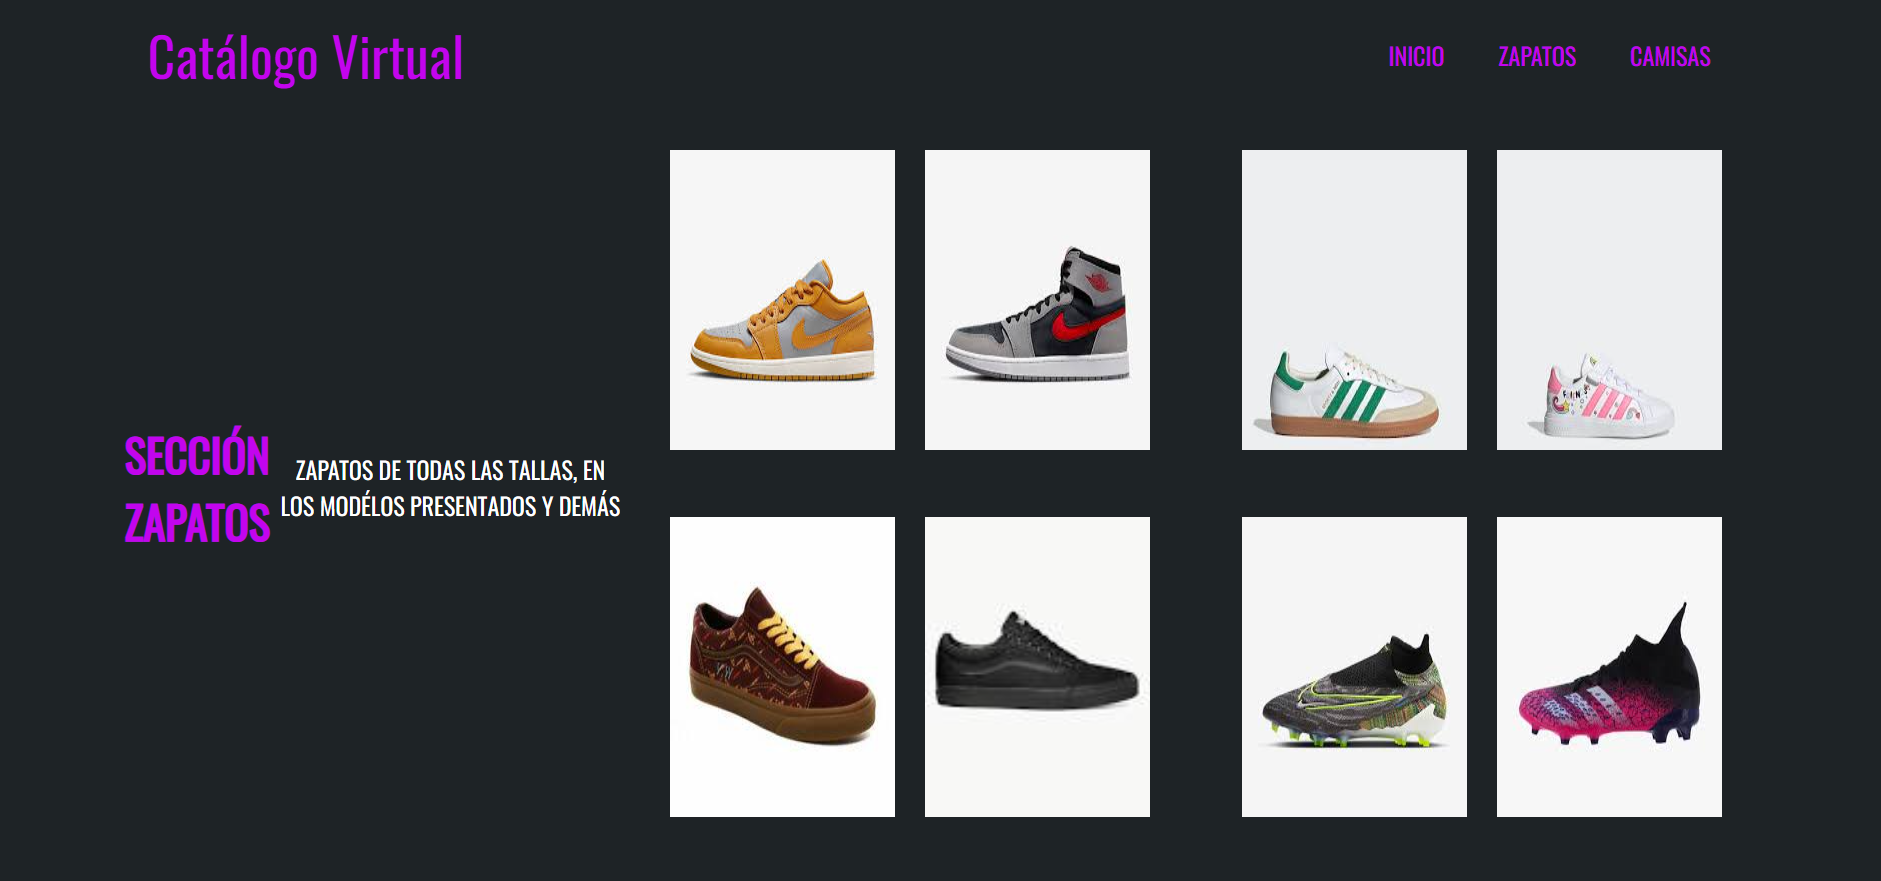 Catálogo Virtual
INICIO ZAPATOS CAMISAS
SECCIÓN
ZAPATOS
ZAPATOS DE TODAS LAS TALLAS, EN
LOS MODÉLOS PRESENTADOS Y DEMÁS